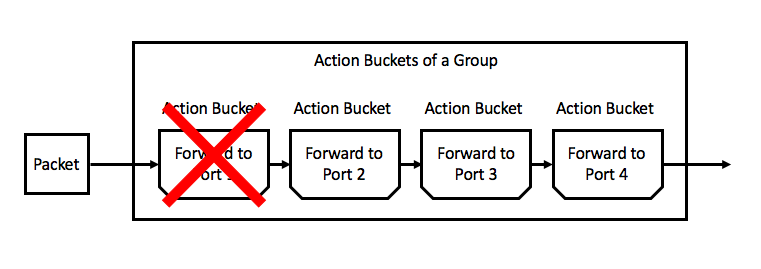 Action Buckets of a Group
Action Bucket
Action Bucket
Action Bucket
Action Bucket
Packet
Forward to
Port
Forward to
Port 2
Forward to
Port 3
Forward to
Port 4